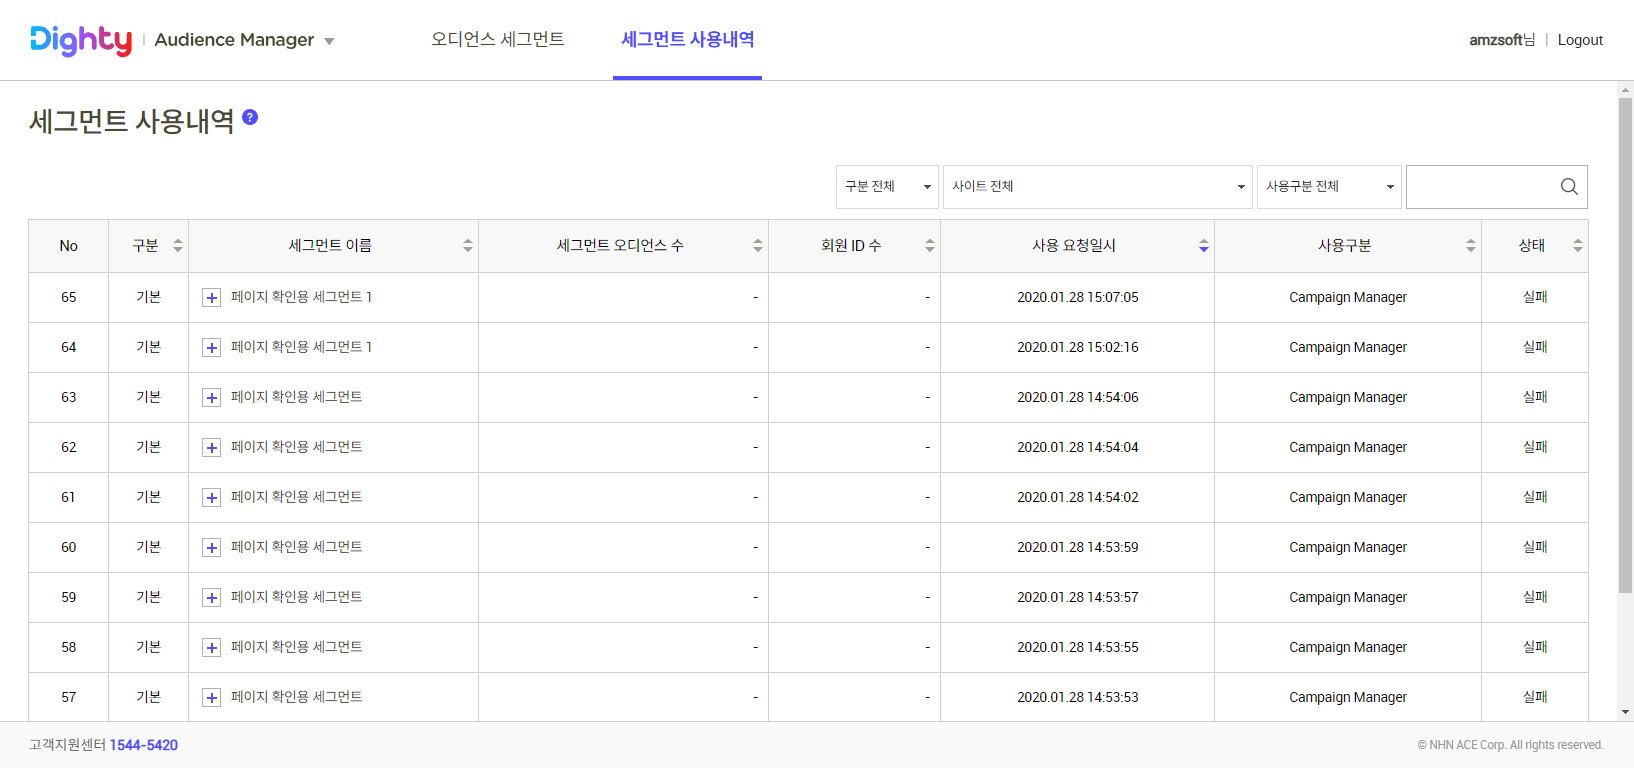 Dighty Audience Manager 오디언스 세그먼트 세그먼트 사용내역 amzsoft님 Logout
세그먼트 사용내역 ?
구분 전체 사이트 전체 사용구분 전체
No 구분 세그먼트 이름 세그먼트 오디언스 수 회원 ID 수 사용 요청일시 사용구분 상태
65 기본 페이지 확인용 세그먼트 1 - - 2020.01.28 15:07:05 Campaign Manager 실패
64 기본 페이지 확인용 세그먼트 1 - - 2020.01.28 15:02:16 Campaign Manager 실패
63 기본 페이지 확인용 세그먼트 - - 2020.01.28 14:54:06 Campaign Manager 실패
62 기본 페이지 확인용 세그먼트 - - 2020.01.28 14:54:04 Campaign Manager 실패
61 기본 페이지 확인용 세그먼트 - - 2020.01.28 14:54:02 Campaign Manager 실패
60 기본 페이지 확인용 세그먼트 - - 2020.01.28 14:53:59 Campaign Manager 실패
59 기본 페이지 확인용 세그먼트 - - 2020.01.28 14:53:57 Campaign Manager 실패
58 기본 페이지 확인용 세그먼트 - - 2020.01.28 14:53:55 Campaign Manager 실패
57 기본 페이지 확인용 세그먼트 - - 2020.01.28 14:53:53 Campaign Manager 실패
고객지원센터 1544-5420 © NHN ACE Corp. All rights reserved.